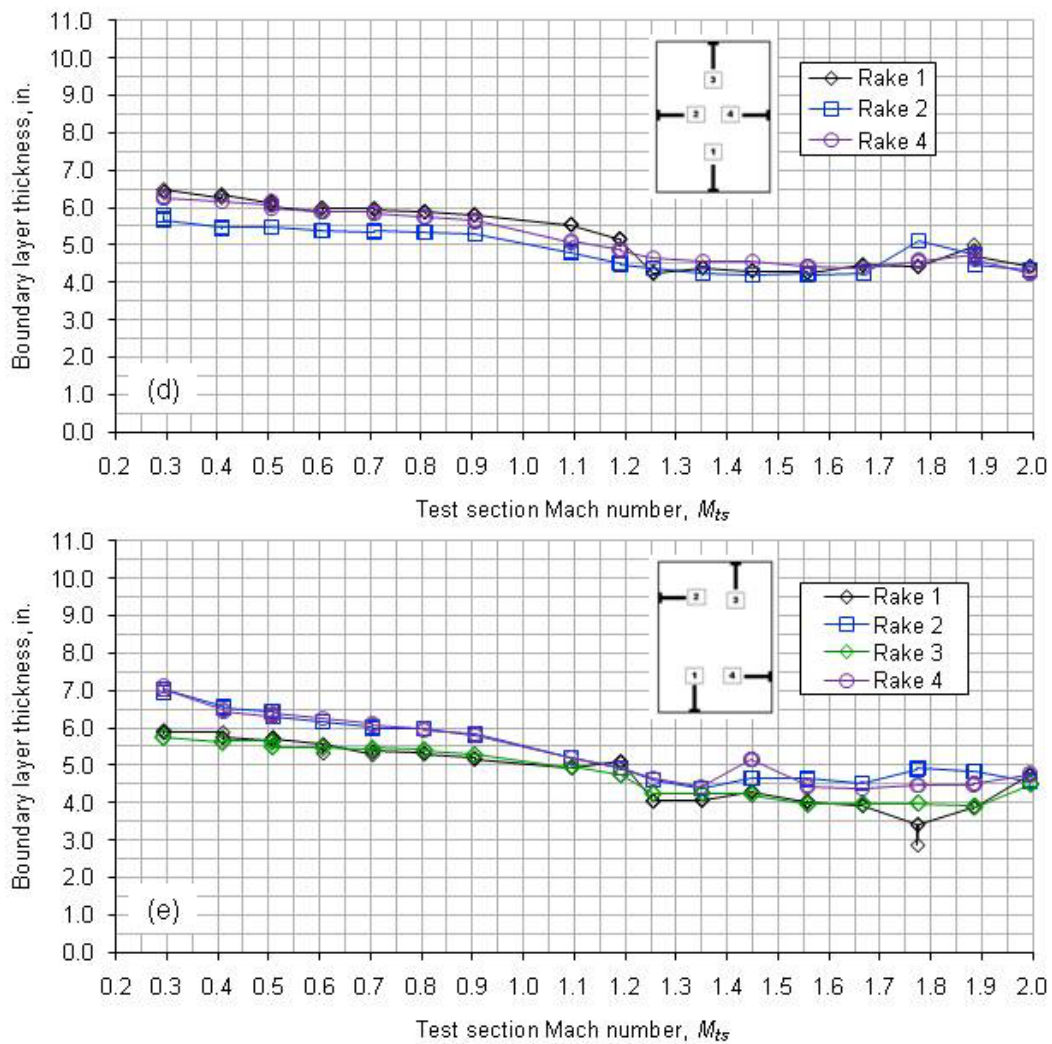 11.0
10.0
9.0
8.0
7.0
6.0
5.0
4.0
3.0
2.0
1.0
0.0
Boundary layer thickness, in.
3
2 4
1
Rake 1
Rake 2
Rake 4
(d)
0.2 0.3 0.4 0.5 0.6 0.7 0.8 0.9 1.0 1.1 1.2 1.3 1.4 1.5 1.6 1.7 1.8 1.9 2.0
Test section Mach number, Mts
11.0
10.0
9.0
8.0
7.0
6.0
5.0
4.0
3.0
2.0
1.0
0.0
Boundary layer thickness, in.
2 3
1 4
Rake 1
Rake 2
Rake 3
Rake 4
(e)
0.2 0.3 0.4 0.5 0.6 0.7 0.8 0.9 1.0 1.1 1.2 1.3 1.4 1.5 1.6 1.7 1.8 1.9 2.0
Test section Mach number, Mts